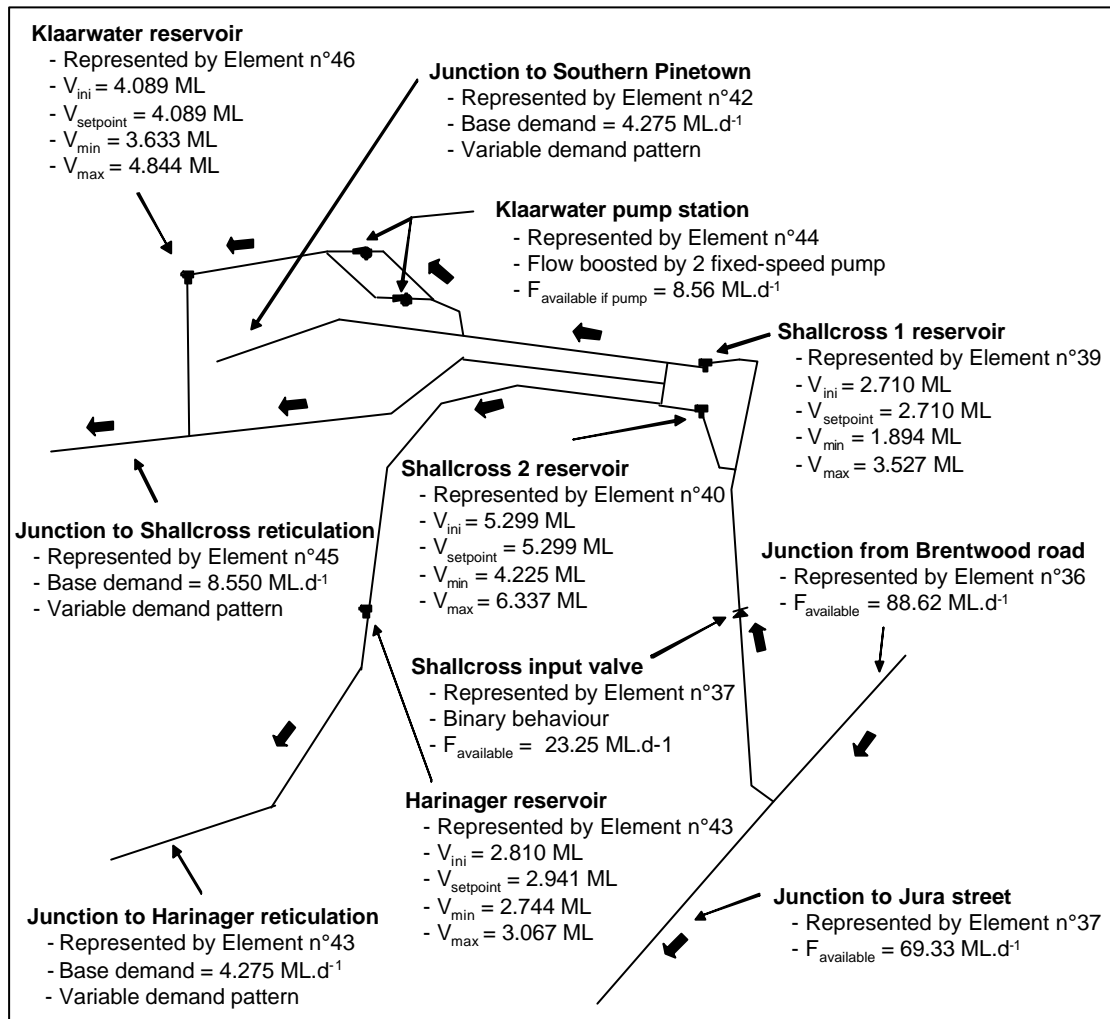 Klaarwater reservoir
- Represented by Element n°46
- V_ini = 4.089 ML
- V_setpoint = 4.089 ML
- V_min = 3.633 ML
- V_max = 4.844 ML
Junction to Southern Pinetown
- Represented by Element n°42
- Base demand = 4.275 ML.d⁻¹
- Variable demand pattern
Klaarwater pump station
- Represented by Element n°44
- Flow boosted by 2 fixed-speed pump
- F_available if pump = 8.56 ML.d⁻¹
Shallcross 1 reservoir
- Represented by Element n°39
- V_ini = 2.710 ML
- V_setpoint = 2.710 ML
- V_min = 1.894 ML
- V_max = 3.527 ML
Shallcross 2 reservoir
- Represented by Element n°40
- V_ini = 5.299 ML
- V_setpoint = 5.299 ML
- V_min = 4.225 ML
- V_max = 6.337 ML
Junction to Shallcross reticulation
- Represented by Element n°45
- Base demand = 8.550 ML.d⁻¹
- Variable demand pattern
Junction from Brentwood road
- Represented by Element n°36
- F_available = 88.62 ML.d⁻¹
Shallcross input valve
- Represented by Element n°37
- Binary behaviour
- F_available = 23.25 ML.d-1
Harinager reservoir
- Represented by Element n°43
- V_ini = 2.810 ML
- V_setpoint = 2.941 ML
- V_min = 2.744 ML
- V_max = 3.067 ML
Junction to Harinager reticulation
- Represented by Element n°43
- Base demand = 4.275 ML.d⁻¹
- Variable demand pattern
Junction to Jura street
- Represented by Element n°37
- F_available = 69.33 ML.d⁻¹